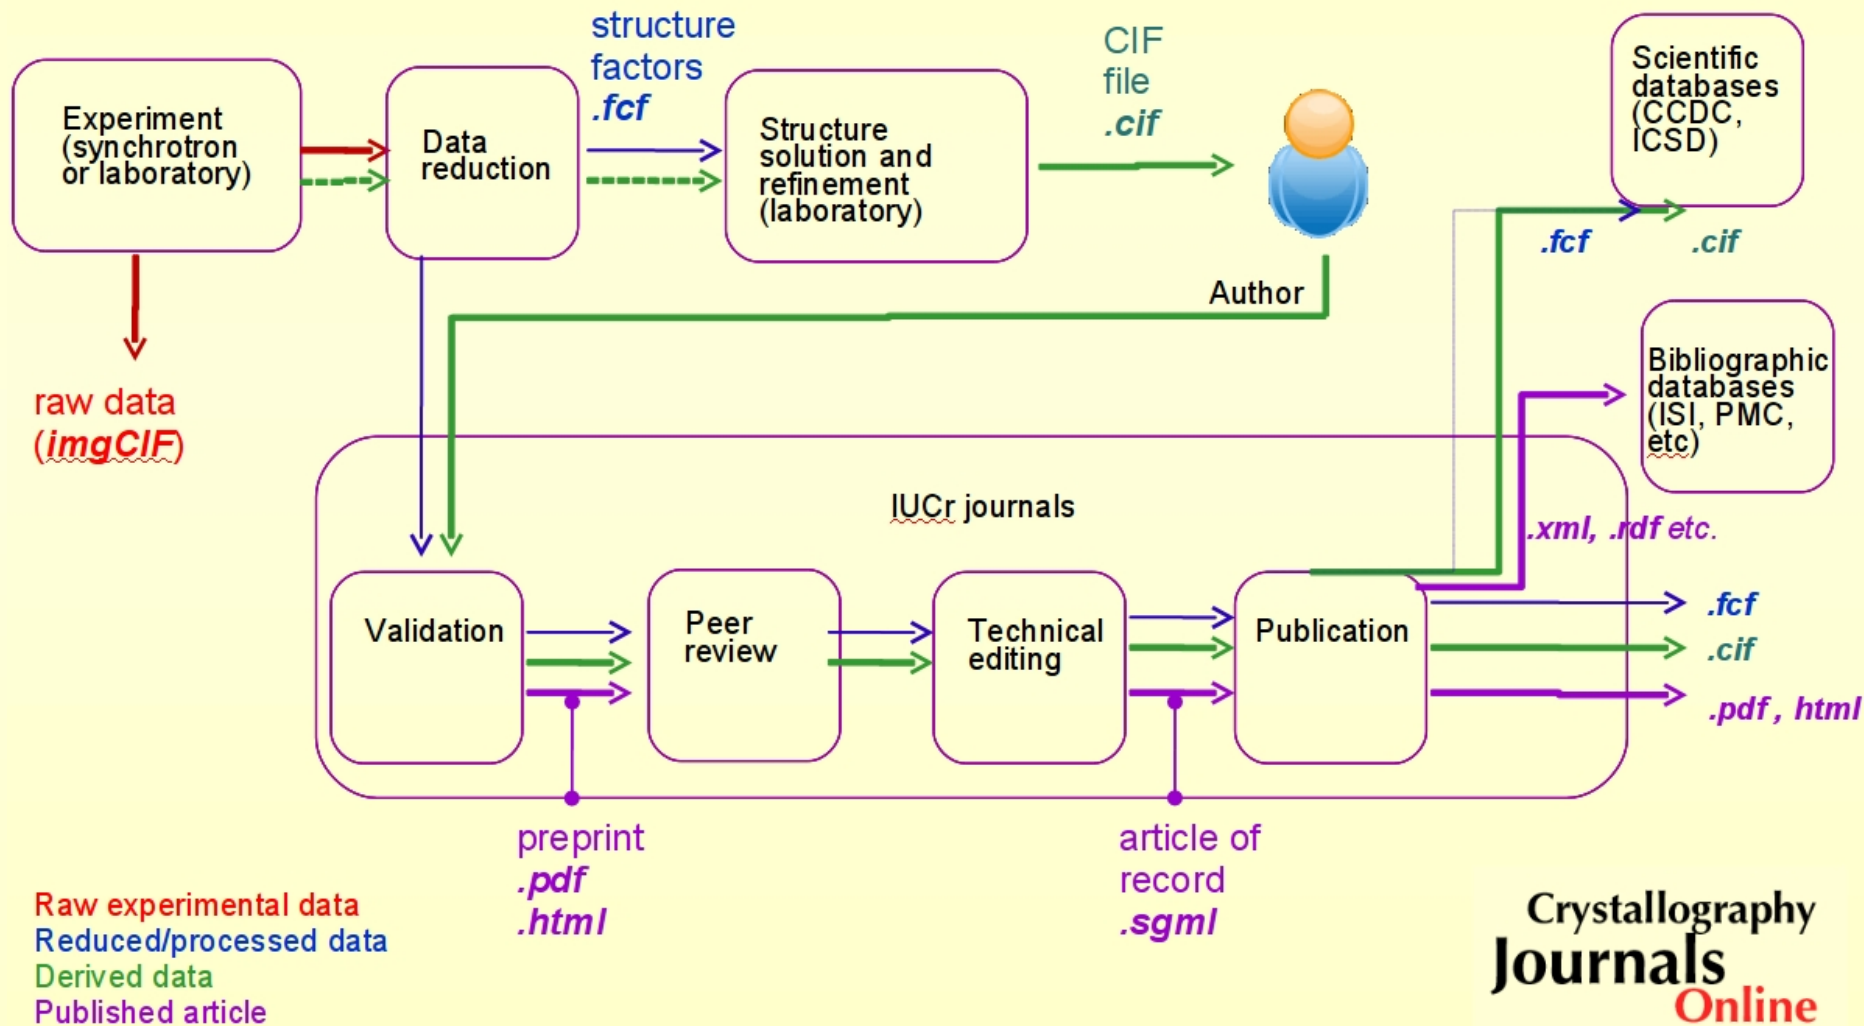 structure
factors
.fcf
CIF
file
.cif
Scientific
databases
(CCDC,
ICSD)
Experiment
(synchrotron
or laboratory)
Data
reduction
Structure
solution and
refinement
(laboratory)
.fcf
.cif
Author
Bibliographic
databases
(ISI, PMC,
etc)
raw data
(imgCIF)
IUCr journals
.xml, .rdf etc.
Validation
Peer
review
Technical
editing
Publication
.fcf
.cif
.pdf , html
preprint
.pdf
.html
article of
record
.sgml
Raw experimental data
Reduced/processed data
Derived data
Published article
Crystallography
Journals
Online